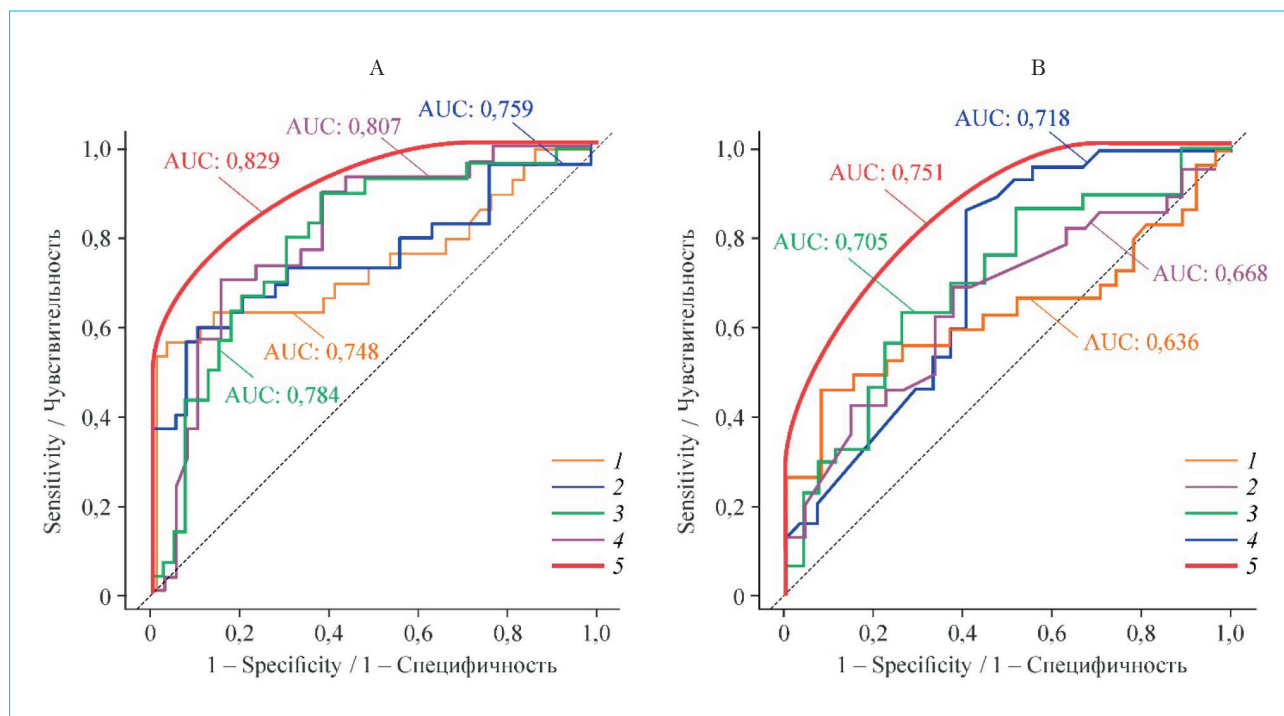 A
AUC: 0,759
AUC: 0,807
AUC: 0,829
AUC: 0,748
AUC: 0,784
Sensitivity / Чувствительность
1,0
0,8
0,6
0,4
0,2
0
0
0,2
0,4
0,6
0,8
1,0
1 – Specificity / 1 – Специфичность
1
2
3
4
5
B
AUC: 0,718
AUC: 0,751
AUC: 0,705
AUC: 0,668
AUC: 0,636
Sensitivity / Чувствительность
1,0
0,8
0,6
0,4
0,2
0
0
0,2
0,4
0,6
0,8
1,0
1 – Specificity / 1 – Специфичность
1
2
3
4
5